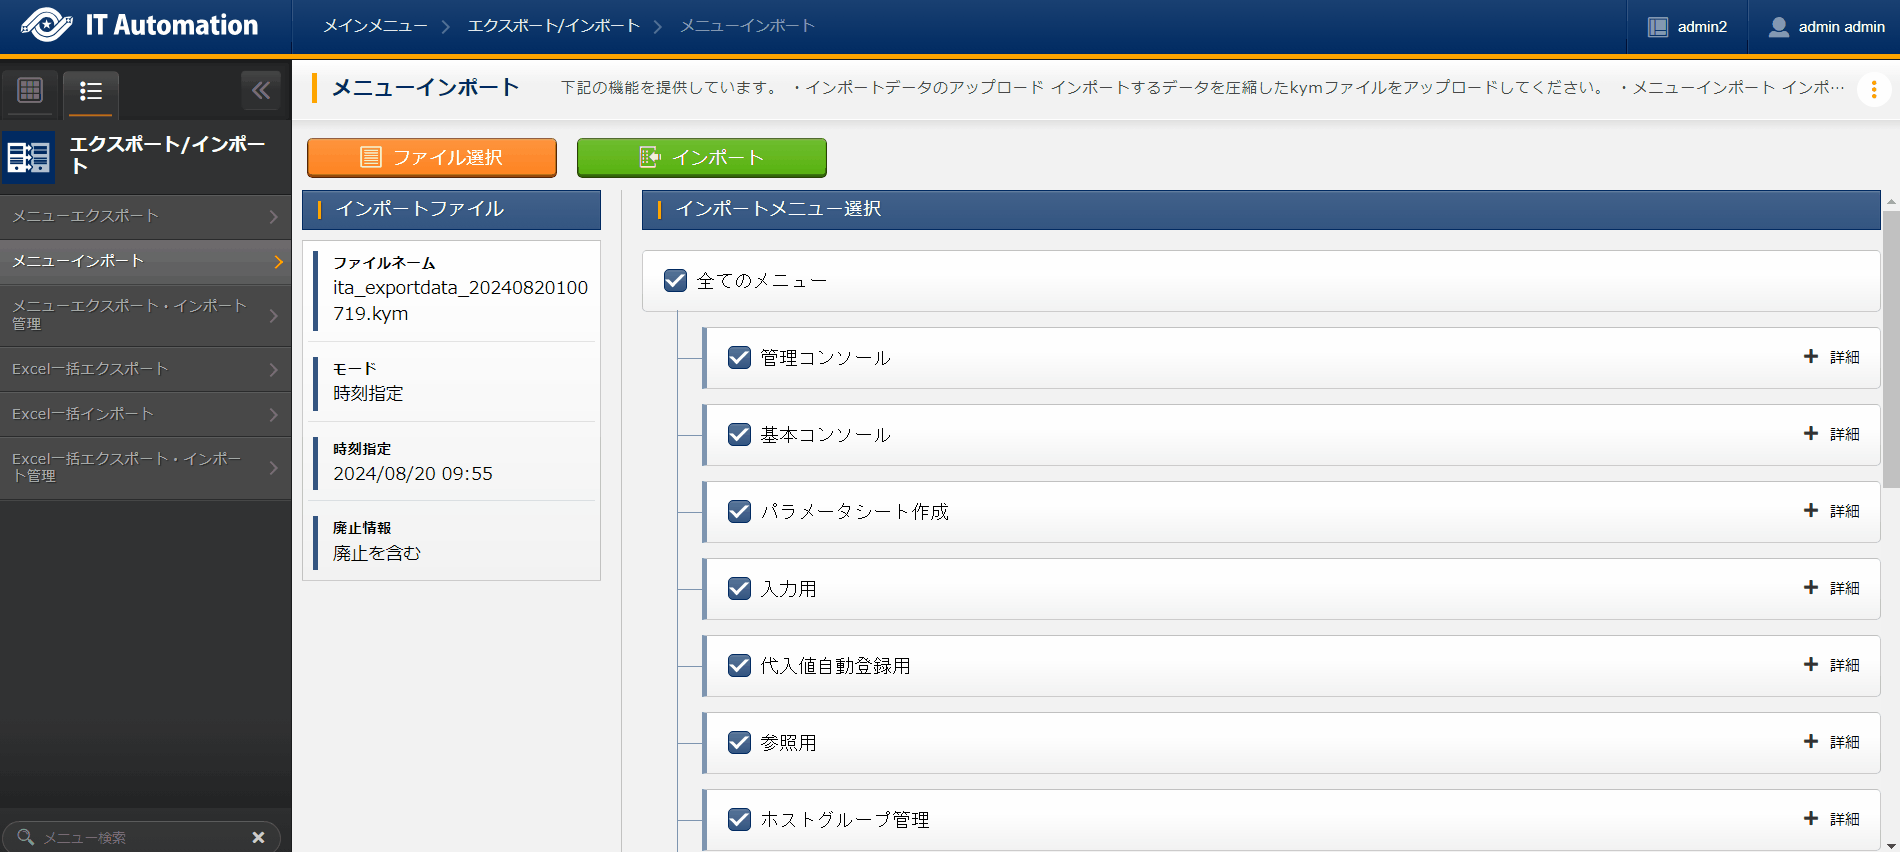 IT Automation
メインメニュー
エクスポート/インポート
メニューインポート
admin2
admin admin
エクスポート/インポー
ト
メニューエクスポート
メニューインポート
メニューエクスポート・インポート
管理
Excel一括エクスポート
Excel一括インポート
Excel一括エクスポート・インポー
ト管理
メニュー検索
メニューインポート
下記の機能を提供しています。 ・インポートデータのアップロード インポートするデータを圧縮したkymファイルをアップロードしてください。 ・メニューインポート インポ…
ファイル選択
インポート
インポートファイル
ファイルネーム
ita_exportdata_20240820100
719.kym
モード
時刻指定
時刻指定
2024/08/20 09:55
廃止情報
廃止を含む
インポートメニュー選択
全てのメニュー
管理コンソール
詳細
基本コンソール
詳細
パラメータシート作成
詳細
入力用
詳細
代入値自動登録用
詳細
参照用
詳細
ホストグループ管理
詳細